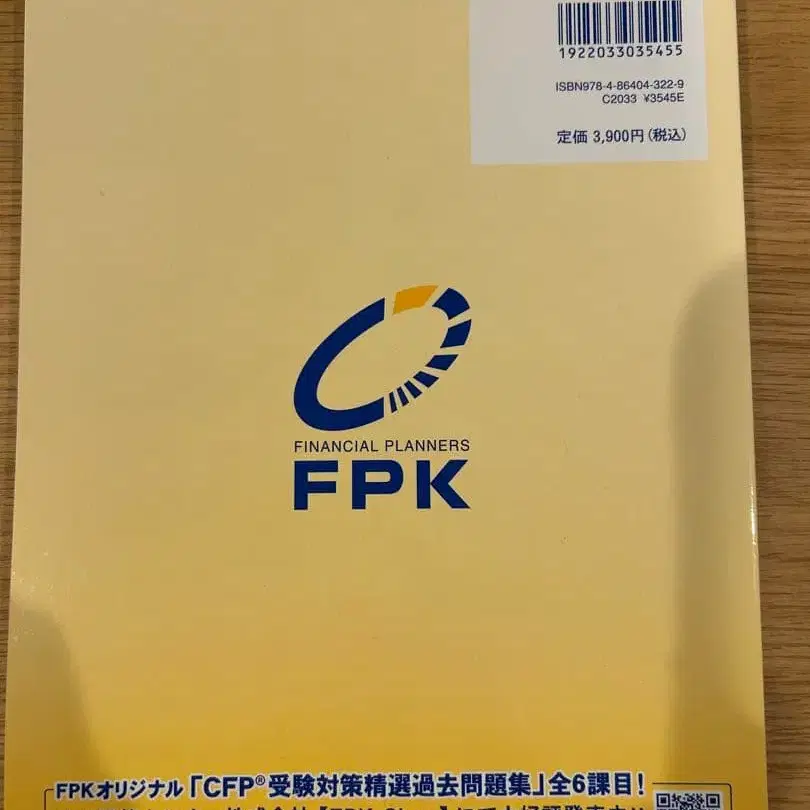 1922033035455
ISBN978-4-86404-322-9
C2033 ¥3545E
定価 3,900円(税込)
FINANCIAL PLANNERS
FPK
FPKオリジナル「CFP®受験対策精選過去問題集」全6課目!